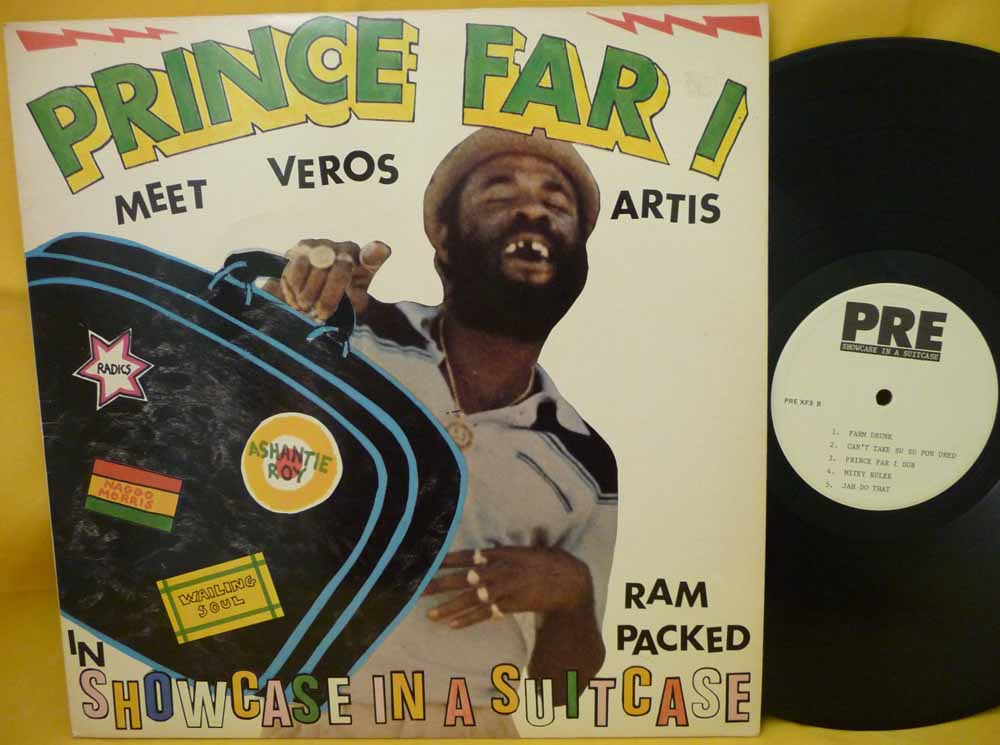 PRINCE FAR I
MEET VEROS ARTIS
RADICS
ASHANTIE
ROY
NAGGO
MORRIS
WAILING
SOUL
RAM
PACKED
IN
SHOWCASE IN A SUITCASE
PRE
SHOWCASE IN A SUITCASE
PRE XF3 B
1. FARM DRUNK
2. CAN'T TAKE SU SU PON DRED
3. PRINCE FAR I DUB
4. MITEY RULER
5. JAH DO THAT